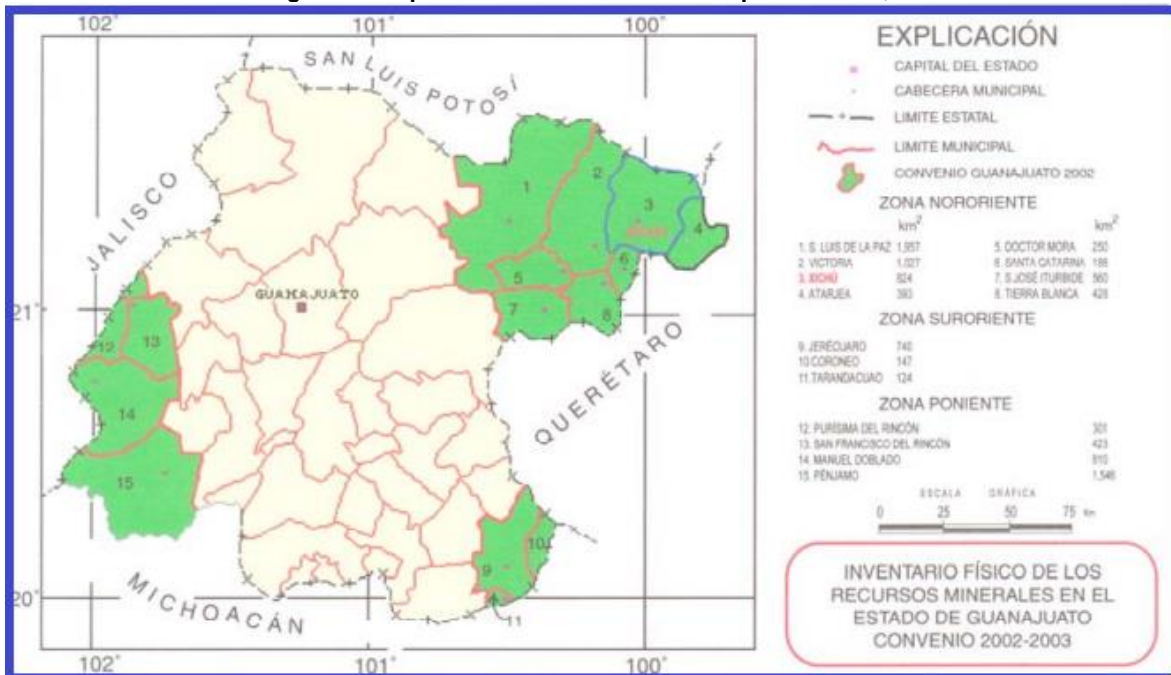 102°
101°
100°
SAN LUIS POTOSÍ
JALISCO
QUERÉTARO
MICHOACÁN
GUANAJUATO
21°
20°
20°
1
2
3
4
5
6
7
8
9
10
11
12
13
14
15
102°
101°
100°
EXPLICACIÓN
CAPITAL DEL ESTADO
CABECERA MUNICIPAL
LIMITE ESTATAL
LIMITE MUNICIPAL
CONVENIO GUANAJUATO 2002
ZONA NORORIENTE
km² km²
1. S. LUIS DE LA PAZ 1,957 5. DOCTOR MORA 250
2. VICTORIA 1,027 6. SANTA CATARINA
3. XICHÚ 824 7. S. JOSÉ ITURBIDE 560
4. ATARJEA 393 8. TIERRA BLANCA 428
ZONA SURORIENTE
9. JERÉCUARO 740
10 CORONEO 147
11. TARANDACUAO 124
ZONA PONIENTE
12. PURÍSIMA DEL RINCÓN 301
13. SAN FRANCISCO DEL RINCÓN 423
14. MANUEL DOBLADO 810
15. PÉNJAMO 1,546
ESCALA GRÁFICA
0 25 50 75 Km
INVENTARIO FÍSICO DE LOS
RECURSOS MINERALES EN EL
ESTADO DE GUANAJUATO
CONVENIO 2002-2003